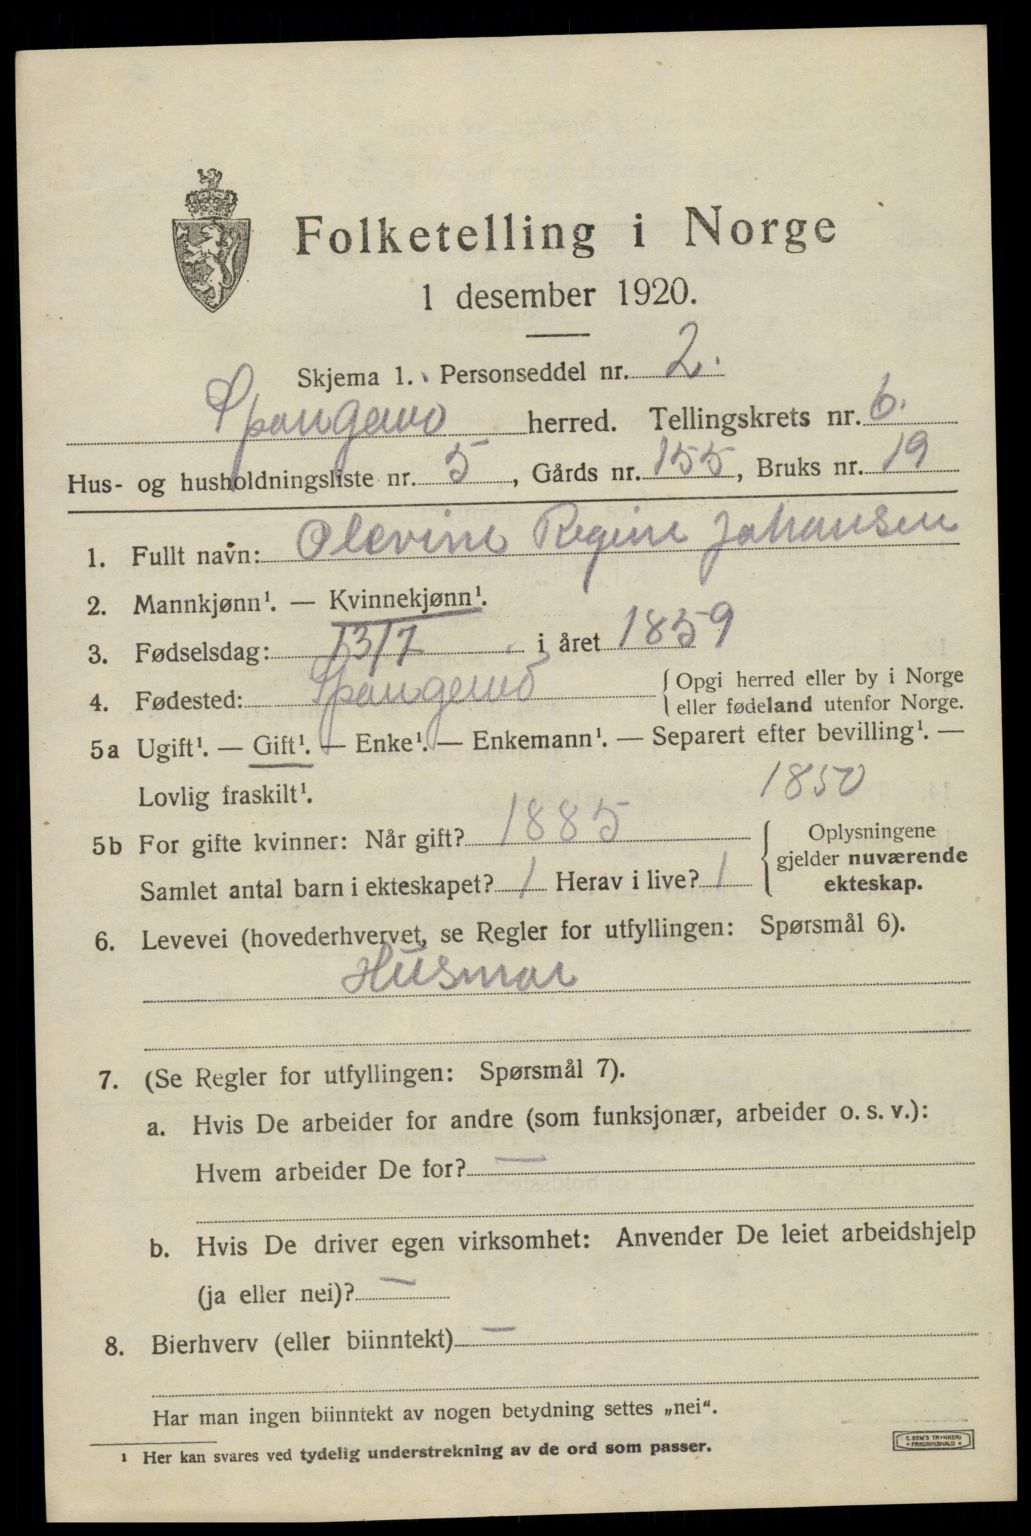 Folketelling i Norge
1 desember 1920.
Skjema 1. Personseddel nr. 2.
Spangereid herred. Tellingskrets nr. 6.
Hus- og husholdningsliste nr. 5, Gårds nr. 155, Bruks nr. 19
1. Fullt navn: Olevine Regine Johansen
2. Mannkjønn¹. — Kvinnekjønn¹.
3. Fødselsdag: 13/7 i året 1859
4. Fødested: Spangereid { Opgi herred eller by i Norge
eller fødeland utenfor Norge.
5a Ugift¹. — Gift¹. — Enke¹. — Enkemann¹. — Separert efter bevilling¹. —
Lovlig fraskilt¹. 1850
5b For gifte kvinner: Når gift? 1885 { Oplysningene
gjelder nuværende
Samlet antal barn i ekteskapet? 1 Herav i live? 1 ekteskap.
6. Levevei (hovederhvervet, se Regler for utfyllingen: Spørsmål 6).
Husmor
7. (Se Regler for utfyllingen: Spørsmål 7).
a. Hvis De arbeider for andre (som funksjonær, arbeider o. s. v.):
Hvem arbeider De for? —
b. Hvis De driver egen virksomhet: Anvender De leiet arbeidshjelp
(ja eller nei)? —
8. Bierhverv (eller biinntekt) —
Har man ingen biinntekt av nogen betydning settes „nei".
¹ Her kan svares ved tydelig understrekning av de ord som passer.
E. SEM'S TRYKKERI
FREDRIKSHALD